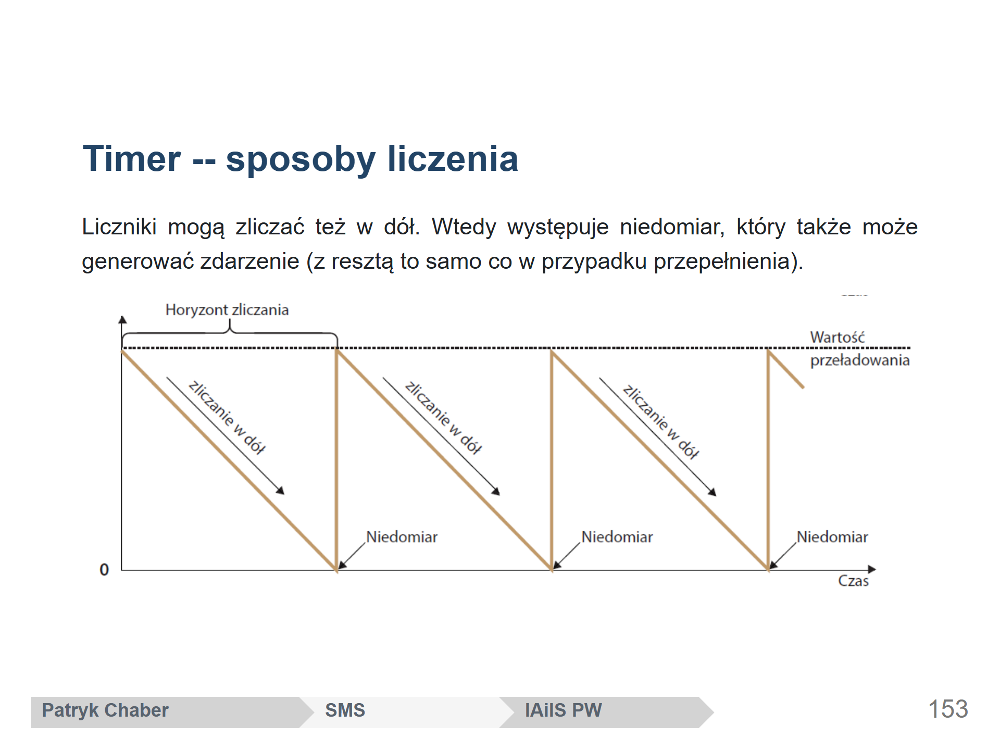 Timer -- sposoby liczenia
Liczniki mogą zliczać też w dół. Wtedy występuje niedomiar, który także może
generować zdarzenie (z resztą to samo co w przypadku przepełnienia).
Horyzont zliczania
Wartość
przeładowania
zliczanie w dół
zliczanie w dół
zliczanie w dół
Niedomiar
Niedomiar
Niedomiar
0
Czas
Patryk Chaber
SMS
IAiIS PW
153